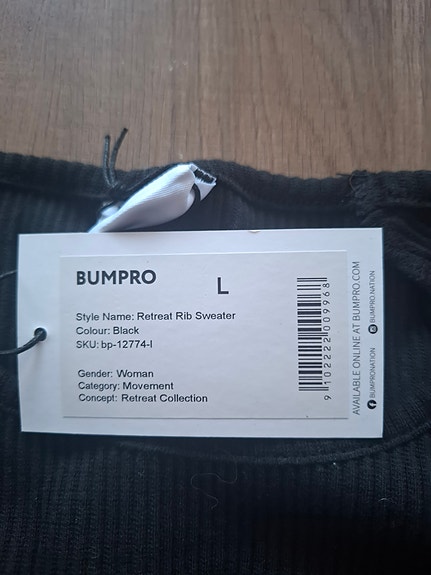 BUMPRO
L
Style Name: Retreat Rib Sweater
Colour: Black
SKU: bp-12774-l
Gender: Woman
Category: Movement
Concept: Retreat Collection
9102222009968
AVAILABLE ONLINE AT BUMPRO.COM
BUMPRONATION
BUMPRO.NATION